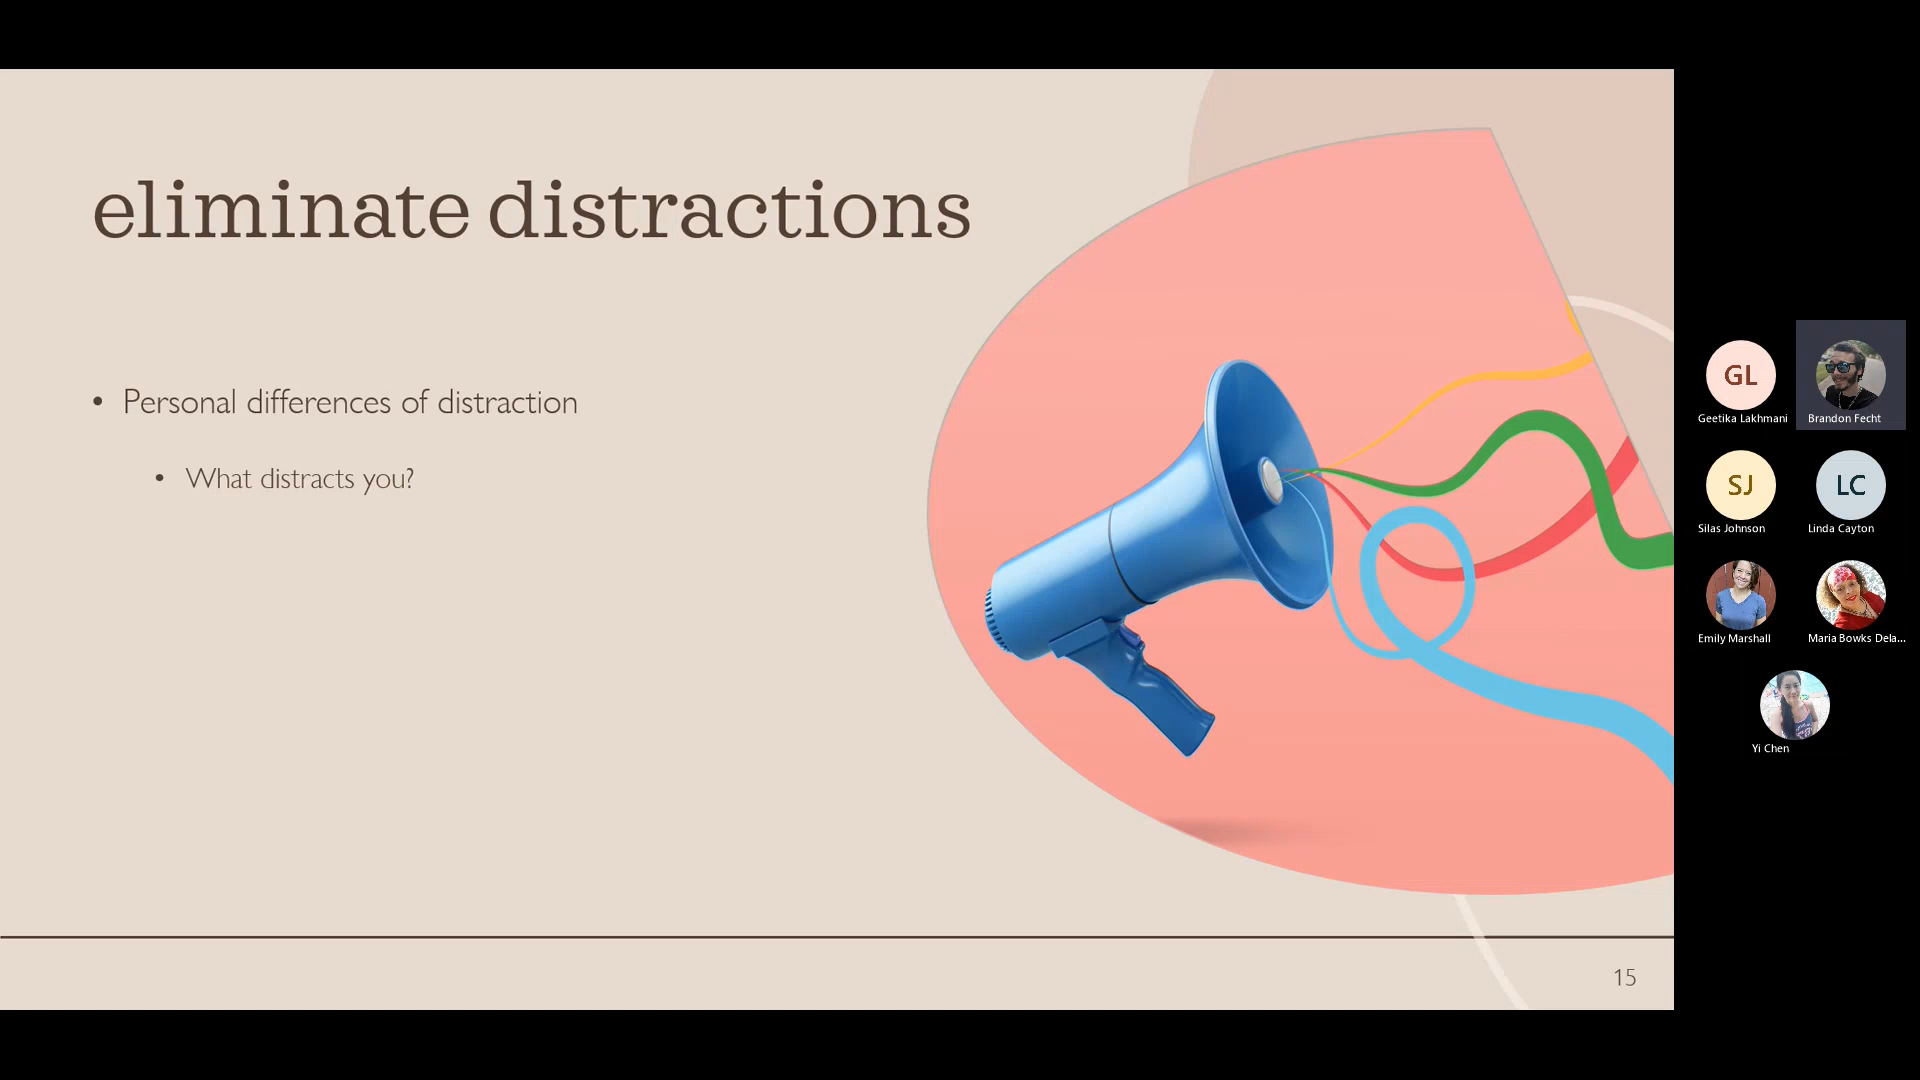 eliminate distractions
• Personal differences of distraction
• What distracts you?
15
GL
Geetika Lakhmani
Brandon Fecht
SJ
Silas Johnson
LC
Linda Cayton
Emily Marshall
Maria Bowks Dela...
Yi Chen